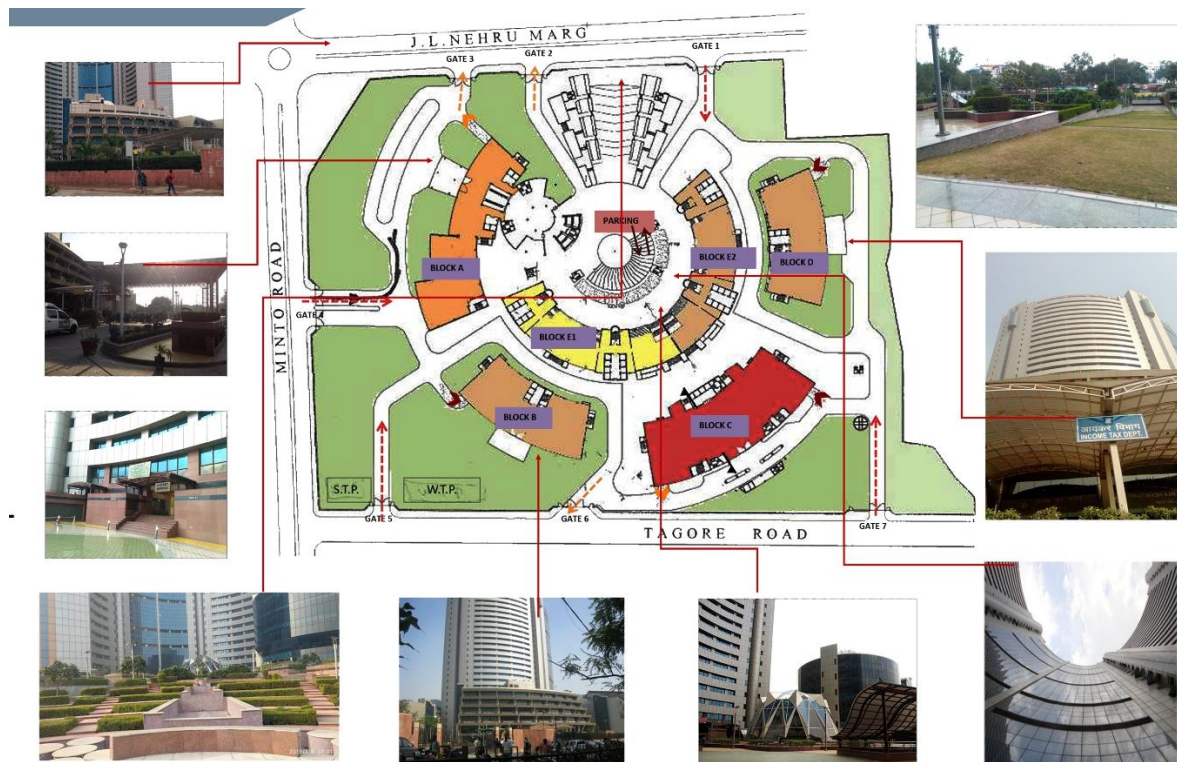 J.L.NEHRU MARG
GATE 3
GATE 2
GATE 1
MINTO ROAD
PARKING
BLOCK A
BLOCK E2
BLOCK D
GATE 4
BLOCK E1
BLOCK B
BLOCK C
S.T.P.
W.T.P.
GATE 5
GATE 6
GATE 7
TAGORE ROAD
आयकर विभाग
INCOME TAX DEPT.